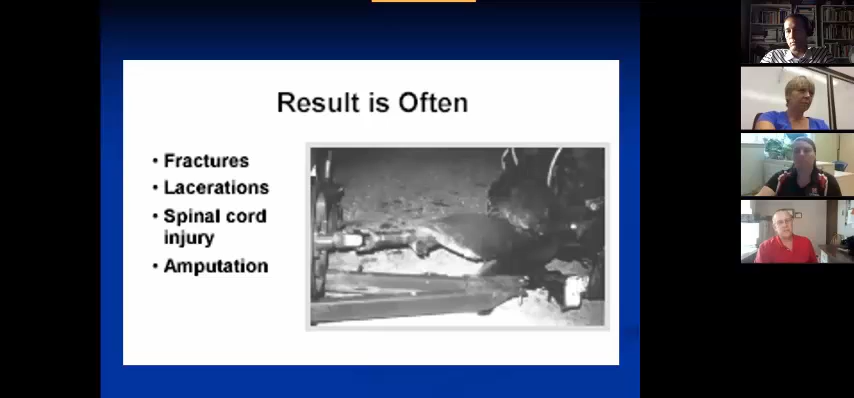 Result is Often
• Fractures
• Lacerations
• Spinal cord
injury
• Amputation